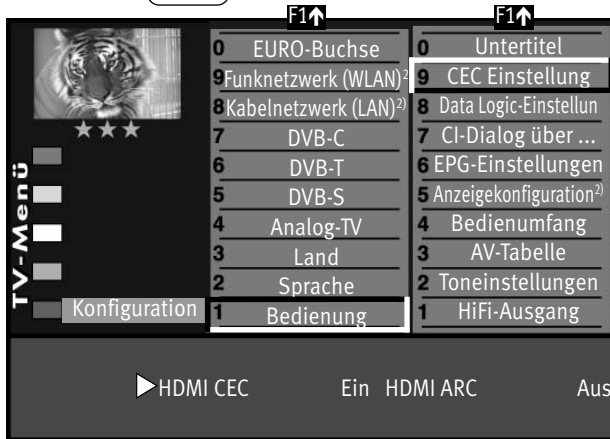 F1↑ F1↑
0 EURO-Buchse
9 Funknetzwerk (WLAN) 2
8 Kabelnetzwerk (LAN) 2)
7 DVB-C
6 DVB-T
5 DVB-S
4 Analog-TV
3 Land
2 Sprache
1 Bedienung
0 Untertitel
9 CEC Einstellung
8 Data Logic-Einstellun
7 CI-Dialog über ...
6 EPG-Einstellungen
5 Anzeigekonfiguration 2)
4 Bedienumfang
3 AV-Tabelle
2 Toneinstellungen
1 HiFi-Ausgang
TV-Menü
Konfiguration
HDMI CEC Ein HDMI ARC Aus